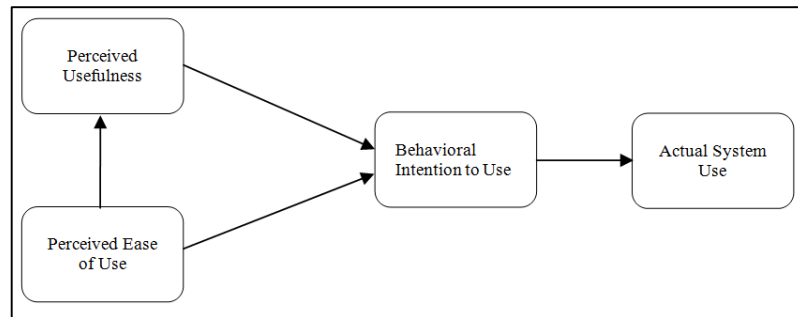 Perceived
Usefulness
Behavioral
Intention to Use
Actual System
Use
Perceived Ease
of Use